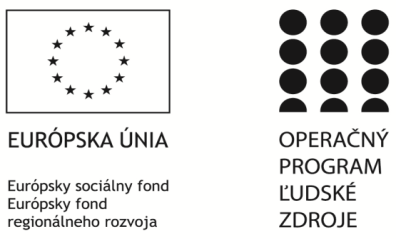 EURÓPSKA ÚNIA
Európsky sociálny fond
Európsky fond
regionálneho rozvoja
OPERAČNÝ
PROGRAM
ĽUDSKÉ
ZDROJE